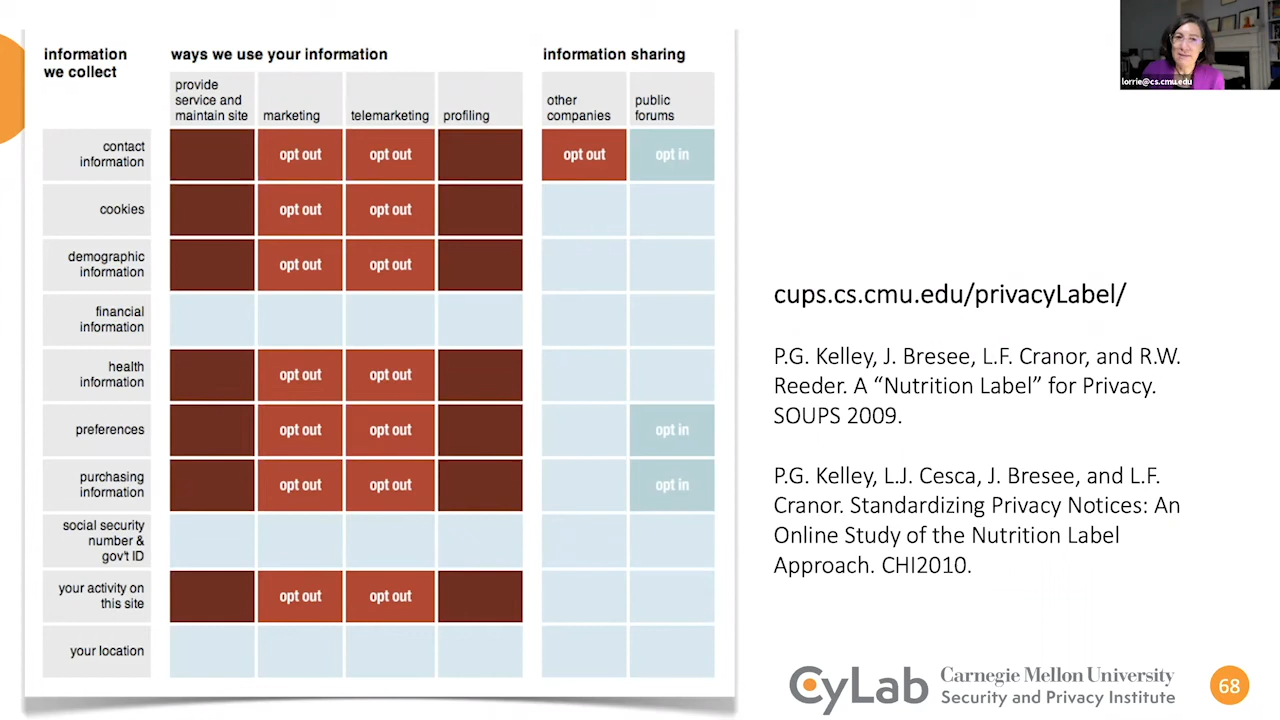 information
we collect
ways we use your information
information sharing
provide
service and
maintain site
marketing
telemarketing
profiling
other
companies
public
forums
contact
information
opt out
opt out
opt out
opt in
cookies
opt out
opt out
demographic
information
opt out
opt out
financial
information
health
information
opt out
opt out
preferences
opt out
opt out
opt in
purchasing
information
opt out
opt out
opt in
social security
number &
gov't ID
your activity on
this site
opt out
opt out
your location
lorrie@cs.cmu.edu
cups.cs.cmu.edu/privacyLabel/
P.G. Kelley, J. Bresee, L.F. Cranor, and R.W.
Reeder. A “Nutrition Label” for Privacy.
SOUPS 2009.
P.G. Kelley, L.J. Cesca, J. Bresee, and L.F.
Cranor. Standardizing Privacy Notices: An
Online Study of the Nutrition Label
Approach. CHI2010.
CyLab
Carnegie Mellon University
Security and Privacy Institute
68